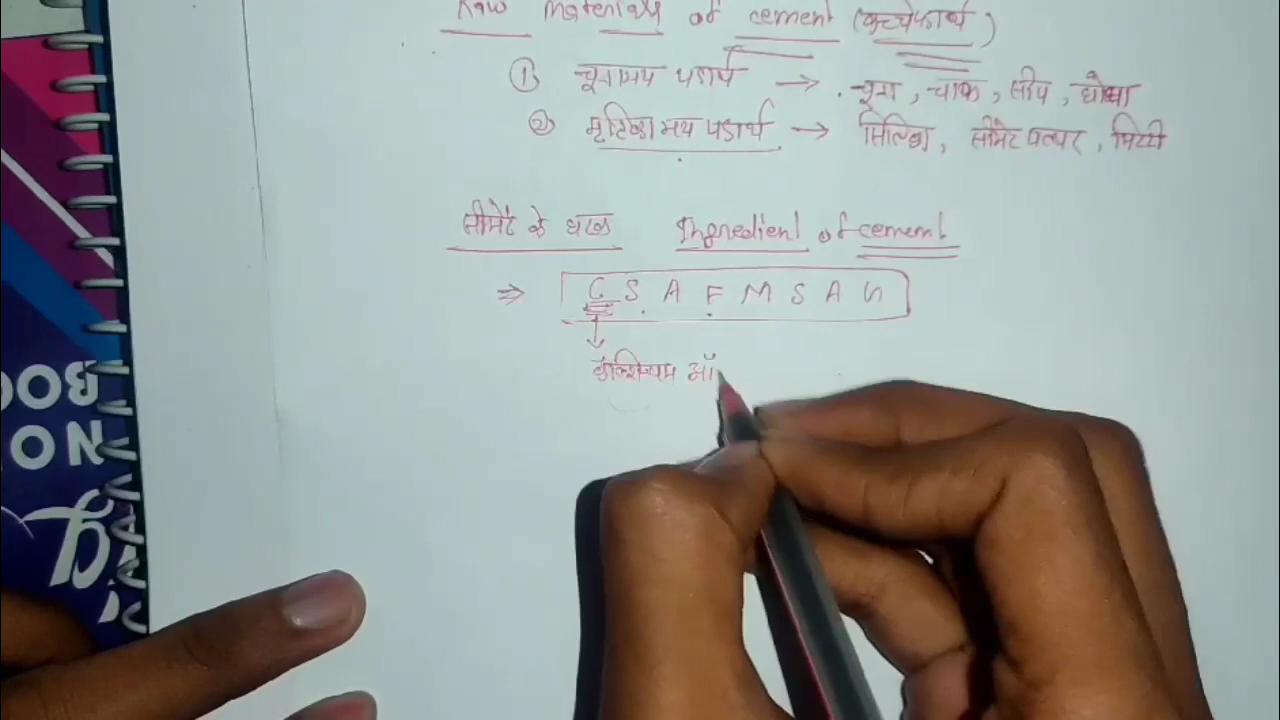 Raw materials of cement (कच्चे पदार्थ)
① चूनामय पदार्थ → चूना, चाक, सीप, घोंघा
② मृतिका मय पदार्थ → सिलिका, सीमेंट पत्थर, मिट्टी
सीमेंट के घटक Ingredient of cement
⇒ C S A F M S A
कैल्शियम ऑ
ON